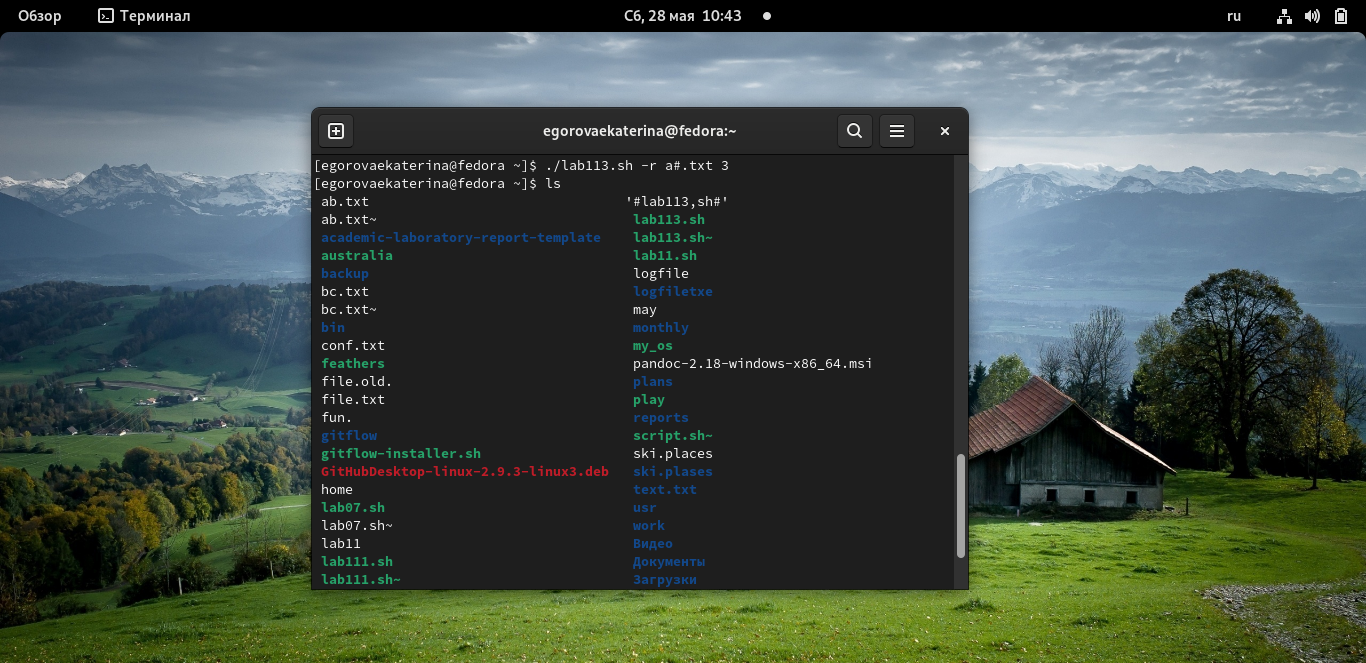 Обзор Терминал Сб, 28 мая 10:43 ru
egorovaekaterina@fedora:~
[egorovaekaterina@fedora ~]$ ./lab113.sh -r a#.txt 3
[egorovaekaterina@fedora ~]$ ls
ab.txt '#lab113,sh#'
ab.txt~ lab113.sh
academic-laboratory-report-template lab113.sh~
australia lab11.sh
backup logfile
bc.txt logfiletxe
bc.txt~ may
bin monthly
conf.txt my_os
feathers pandoc-2.18-windows-x86_64.msi
file.old. plans
file.txt play
fun. reports
gitflow script.sh~
gitflow-installer.sh ski.places
GitHubDesktop-linux-2.9.3-linux3.deb ski.plases
home text.txt
lab07.sh usr
lab07.sh~ work
lab11 Видео
lab111.sh Документы
lab111.sh~ Загрузки